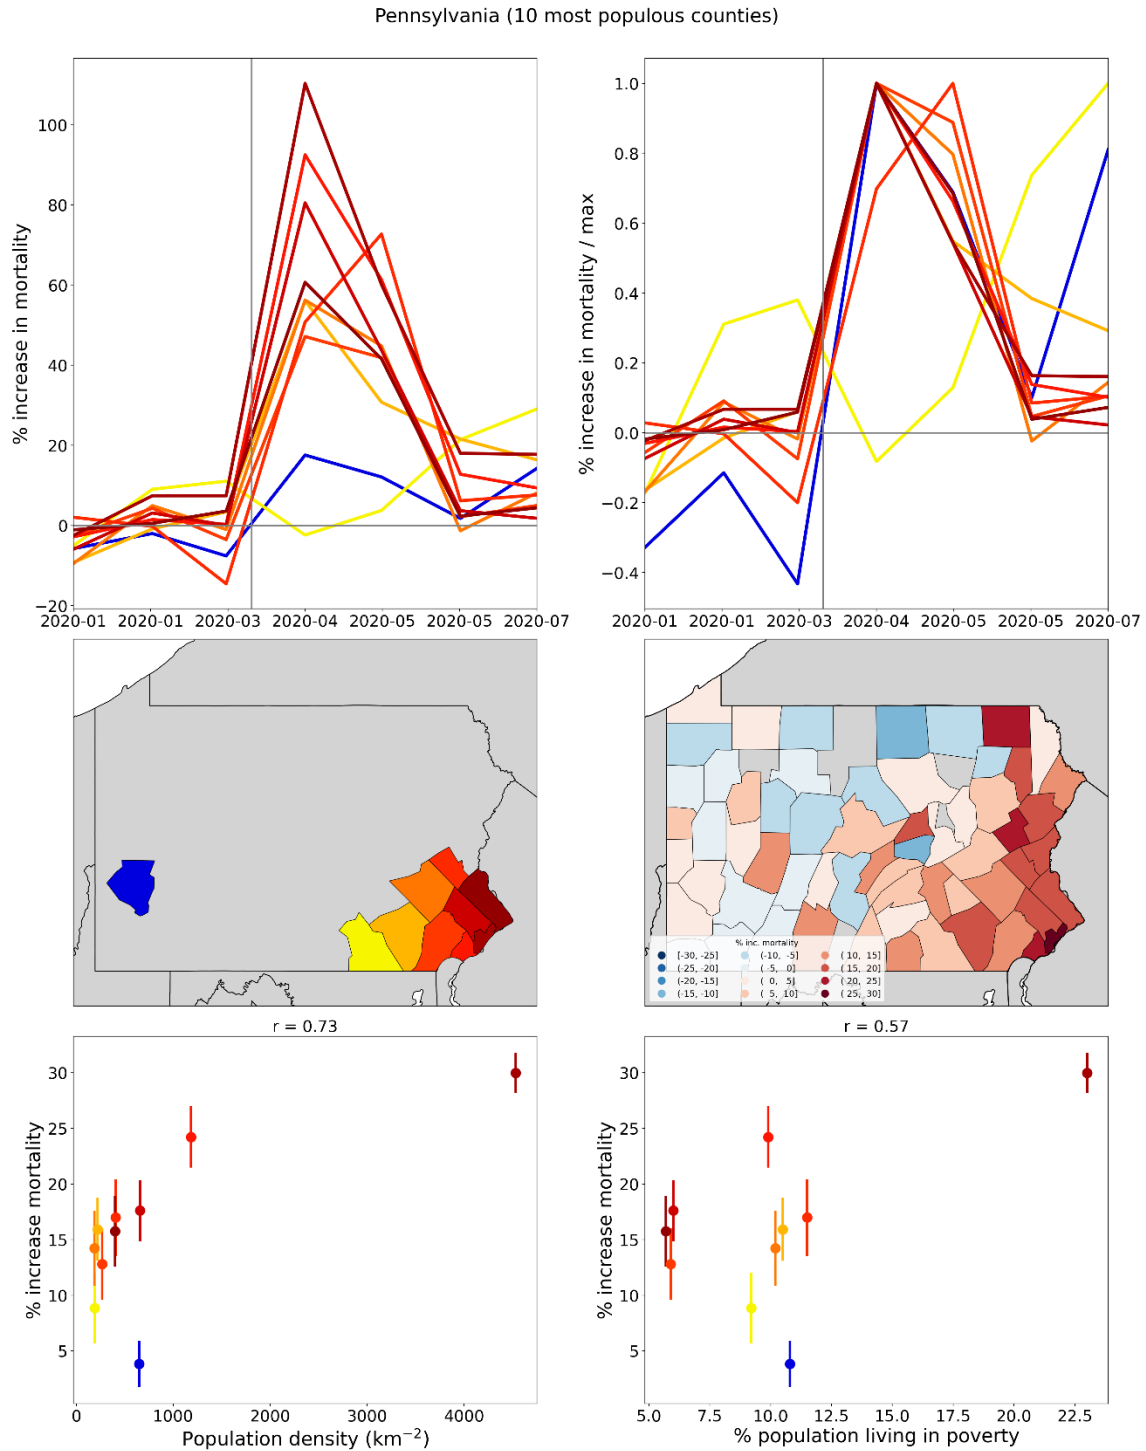 Pennsylvania (10 most populous counties)
% increase in mortality
100
80
60
40
20
0
−20
2020-01 2020-01 2020-03 2020-04 2020-05 2020-05 2020-07
% increase in mortality / max
1.0
0.8
0.6
0.4
0.2
0.0
−0.2
−0.4
2020-01 2020-01 2020-03 2020-04 2020-05 2020-05 2020-07
% inc. mortality
[-30, -25] (-10, -5] ( 10, 15]
(-25, -20] ( -5, 0] ( 15, 20]
(-20, -15] ( 0, 5] ( 20, 25]
(-15, -10] ( 5, 10] ( 25, 30]
r = 0.73
% increase mortality
30
25
20
15
10
5
0 1000 2000 3000 4000
Population density (km⁻²)
r = 0.57
% increase mortality
30
25
20
15
10
5
5.0 7.5 10.0 12.5 15.0 17.5 20.0 22.5
% population living in poverty